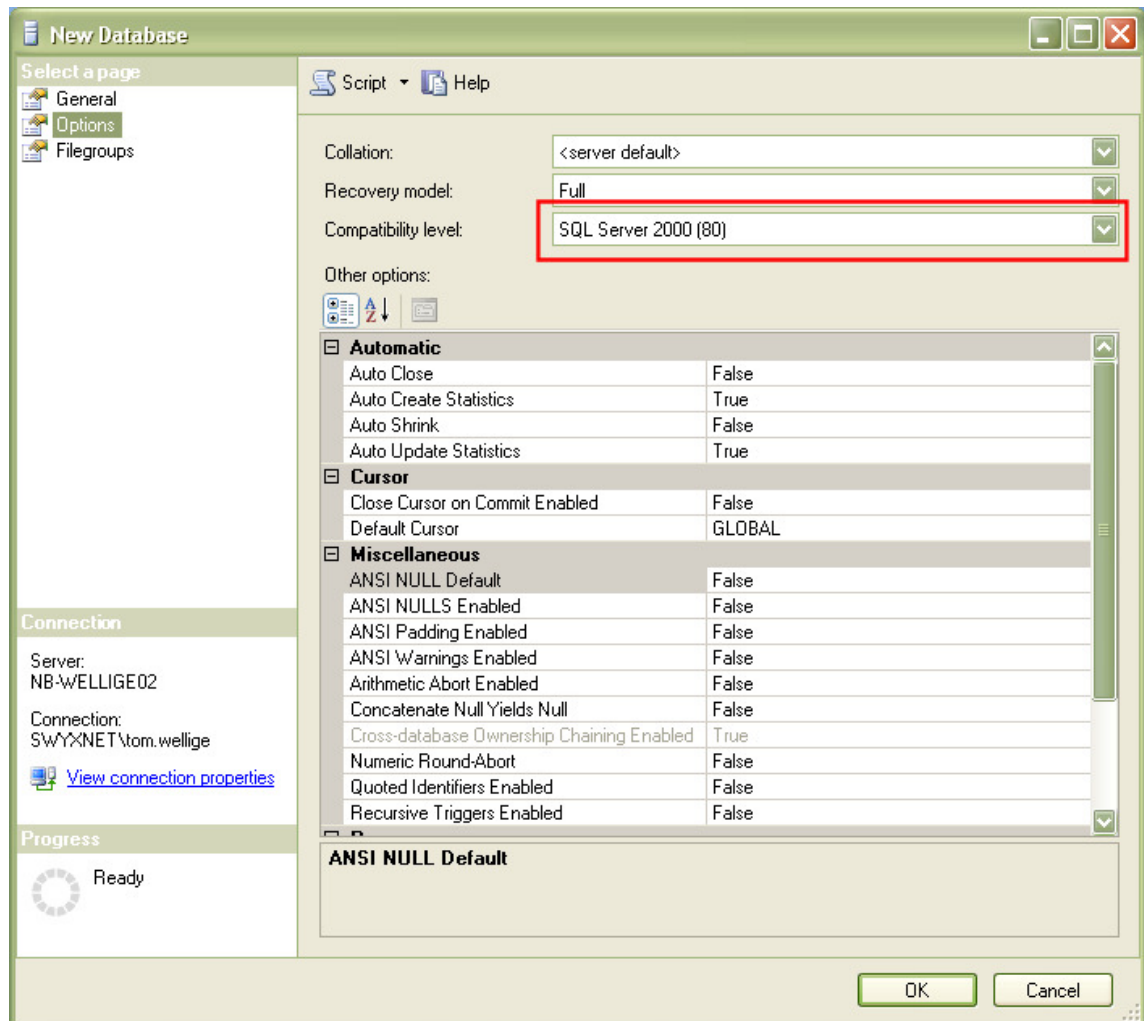 New Database
Select a page
General
Options
Filegroups
Script Help
Collation: <server default>
Recovery model: Full
Compatibility level: SQL Server 2000 (80)
Other options:
Automatic
Auto Close False
Auto Create Statistics True
Auto Shrink False
Auto Update Statistics True
Cursor
Close Cursor on Commit Enabled False
Default Cursor GLOBAL
Miscellaneous
ANSI NULL Default False
ANSI NULLS Enabled False
ANSI Padding Enabled False
ANSI Warnings Enabled False
Arithmetic Abort Enabled False
Concatenate Null Yields Null False
Cross-database Ownership Chaining Enabled True
Numeric Round-Abort False
Quoted Identifiers Enabled False
Recursive Triggers Enabled False
ANSI NULL Default
Connection
Server:
NB-WELLIGE02
Connection:
SWYXNET\tom.wellige
View connection properties
Progress
Ready
OK Cancel